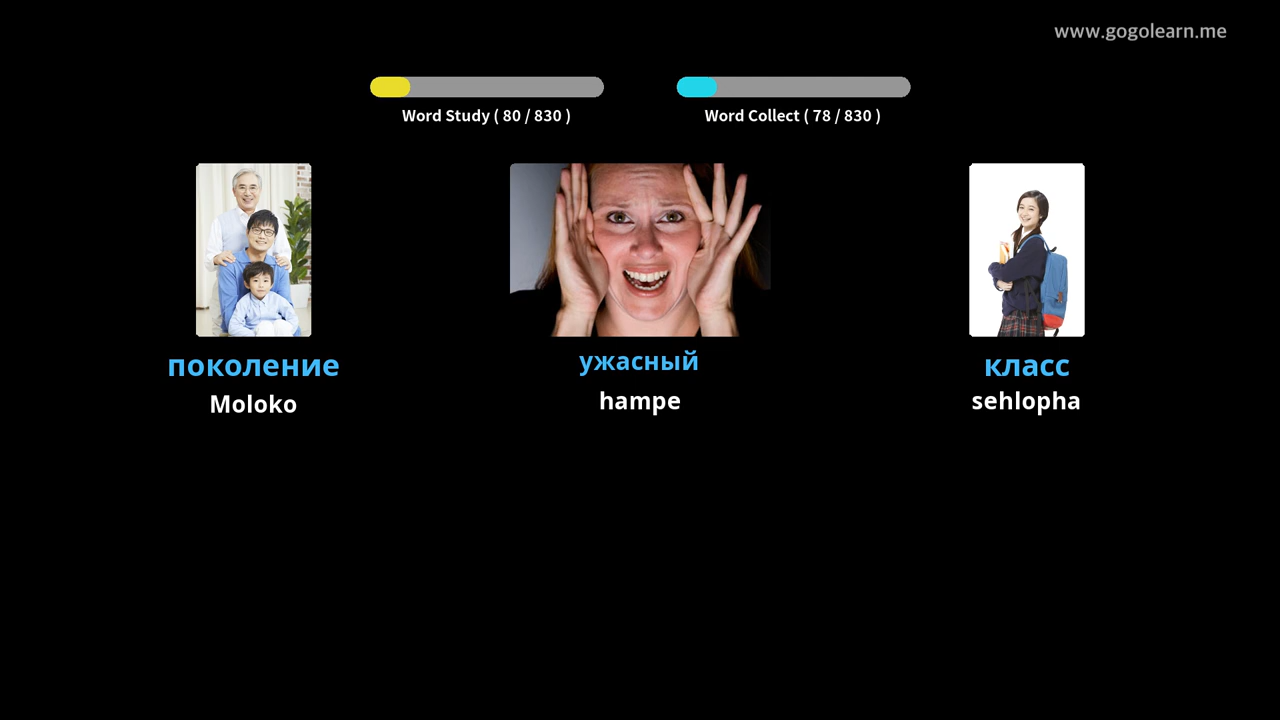 www.gogolearn.me
Word Study ( 80 / 830 )
Word Collect ( 78 / 830 )
поколение
Moloko
ужасный
hampe
класс
sehlopha